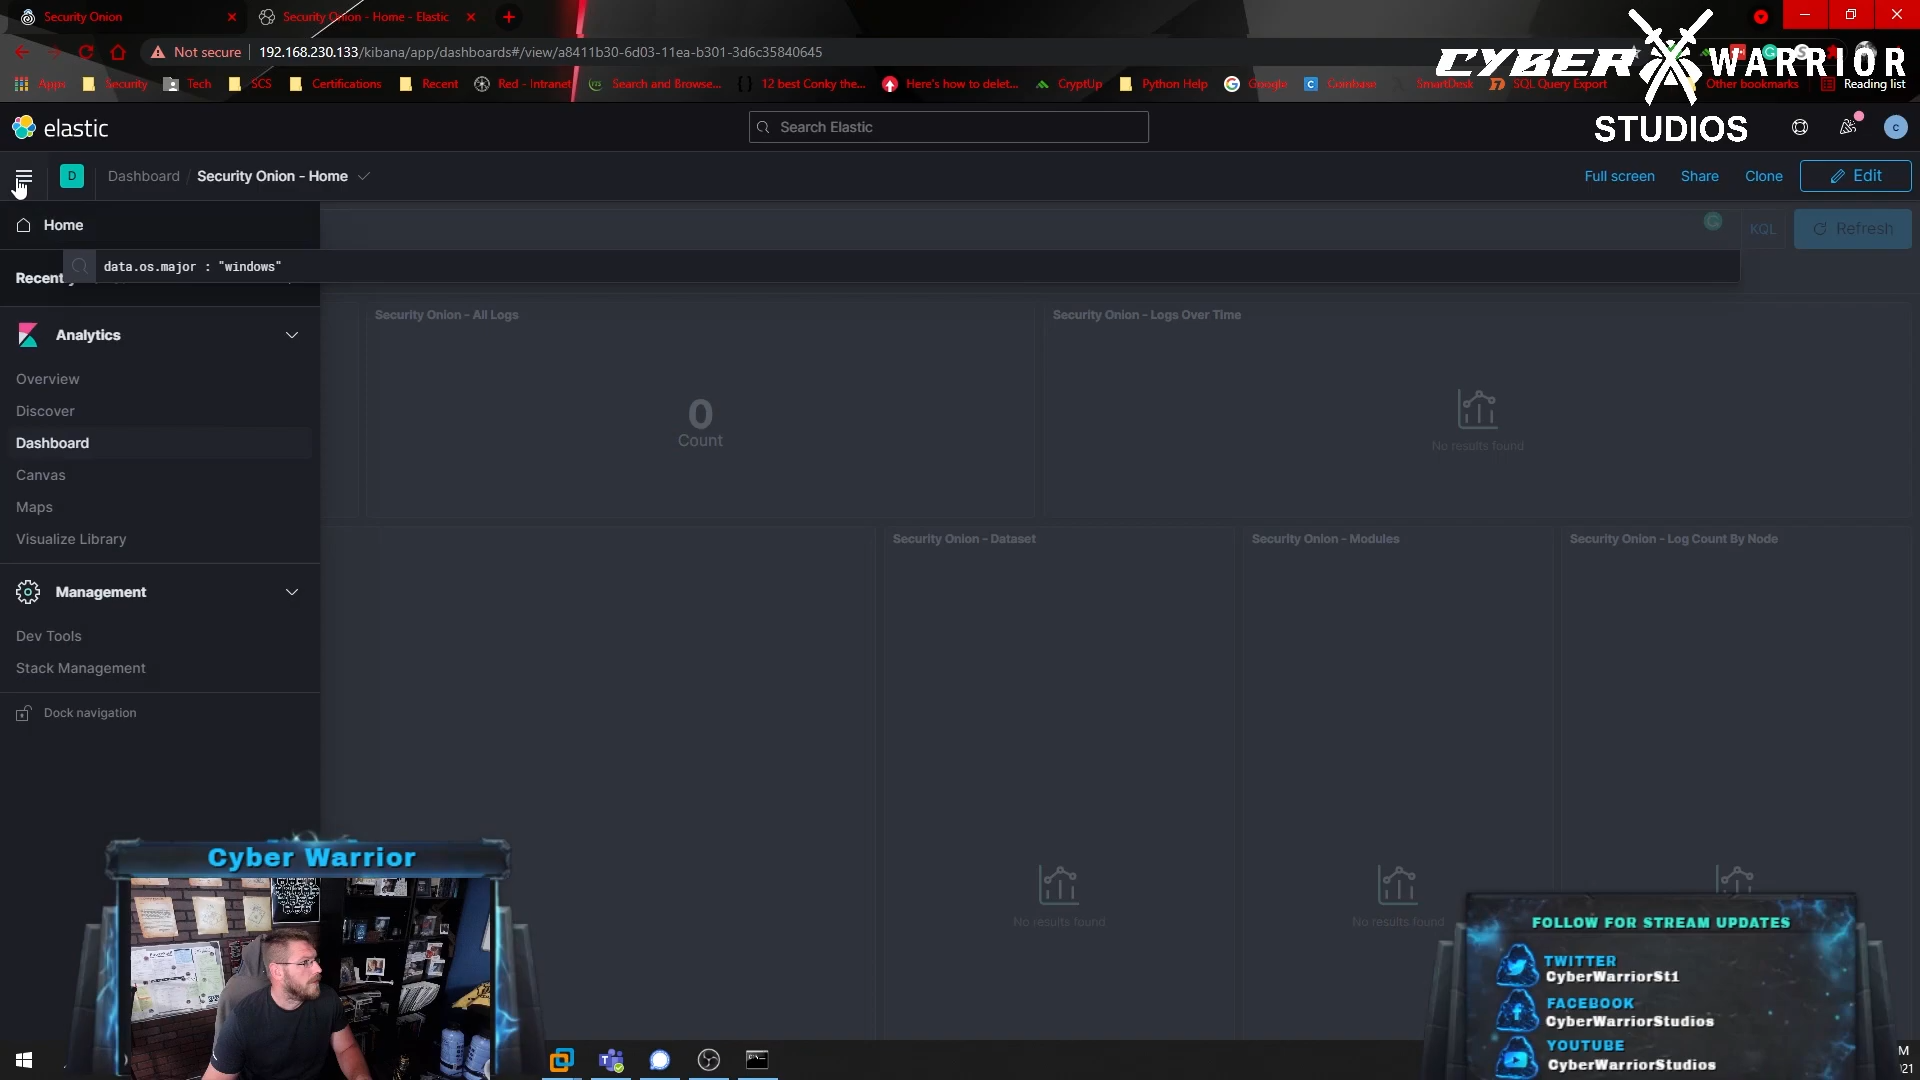 Security Onion
Security Onion - Home - Elastic
Not secure
192.168.230.133/kibana/app/dashboards#/view/a8411b30-6d03-11ea-b301-3d6c35840645
CYBER WARRIOR
STUDIOS
Apps
Security
Tech
SCS
Certifications
Recent
Red - Intranet
Search and Browse...
12 best Conky the...
Here's how to delet...
CryptUp
Python Help
Google
Coinbase
SmartDesk
SQL Query Export
Other bookmarks
Reading list
elastic
Search Elastic
c
D
Dashboard / Security Onion - Home
Full screen
Share
Clone
Edit
Home
KQL
Refresh
data.os.major : "windows"
Analytics
Overview
Discover
Dashboard
Canvas
Maps
Visualize Library
Management
Dev Tools
Stack Management
Dock navigation
Security Onion - All Logs
0
Count
Security Onion - Logs Over Time
No results found
Security Onion - Dataset
No results found
Security Onion - Modules
No results found
Security Onion - Log Count By Node
Cyber Warrior
FOLLOW FOR STREAM UPDATES
TWITTER
CyberWarriorSt1
FACEBOOK
CyberWarriorStudios
YOUTUBE
CyberWarriorStudios